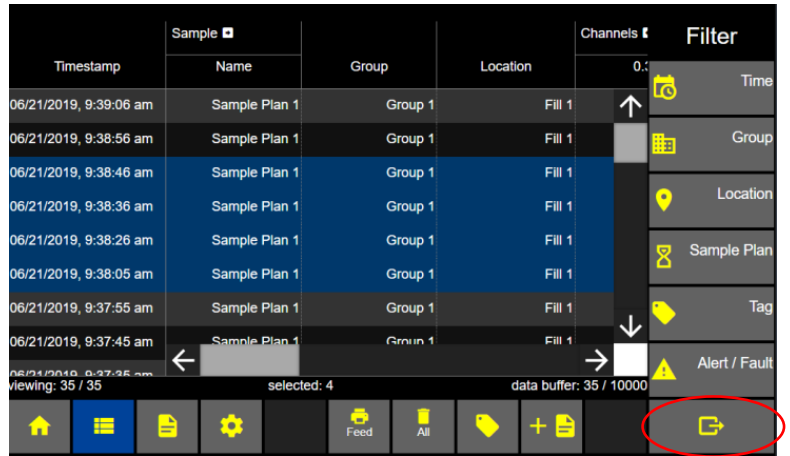 Sample Channels Filter
Timestamp Name Group Location
Time
06/21/2019, 9:39:06 am Sample Plan 1 Group 1 Fill 1
06/21/2019, 9:38:56 am Sample Plan 1 Group 1 Fill 1
Group
06/21/2019, 9:38:46 am Sample Plan 1 Group 1 Fill 1
06/21/2019, 9:38:36 am Sample Plan 1 Group 1 Fill 1
Location
06/21/2019, 9:38:26 am Sample Plan 1 Group 1 Fill 1
Sample Plan
06/21/2019, 9:38:05 am Sample Plan 1 Group 1 Fill 1
06/21/2019, 9:37:55 am Sample Plan 1 Group 1 Fill 1
Tag
06/21/2019, 9:37:45 am Sample Plan 1 Group 1 Fill 1
06/21/2019, 9:37:35 am
Alert / Fault
viewing: 35 / 35 selected: 4 data buffer: 35 / 10000
Feed All